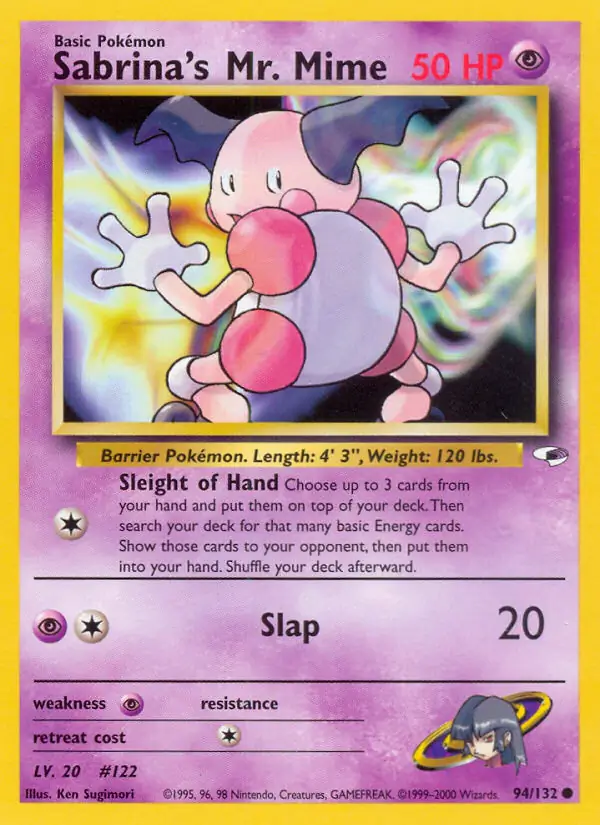 Basic Pokémon
Sabrina's Mr. Mime 50 HP
Barrier Pokémon. Length: 4' 3", Weight: 120 lbs.
Sleight of Hand Choose up to 3 cards from
your hand and put them on top of your deck. Then
search your deck for that many basic Energy cards.
Show those cards to your opponent, then put them
into your hand. Shuffle your deck afterward.
Slap 20
weakness resistance
retreat cost
LV. 20 #122
Illus. Ken Sugimori ©1995, 96, 98 Nintendo, Creatures, GAMEFREAK. ©1999-2000 Wizards. 94/132